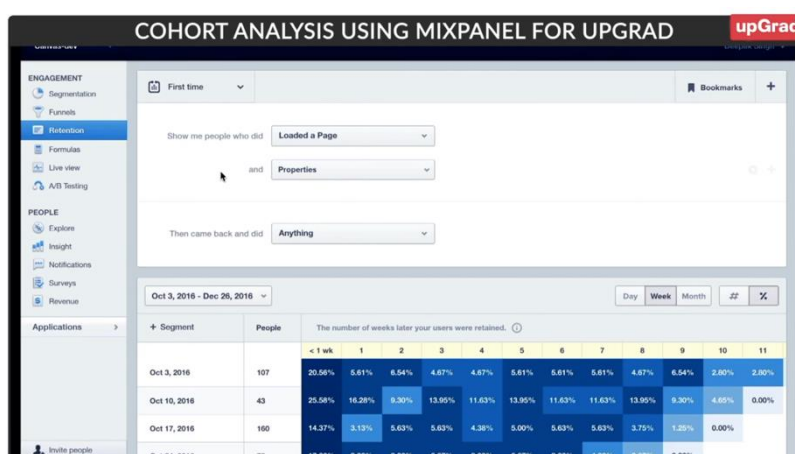 COHORT ANALYSIS USING MIXPANEL FOR UPGRAD
upGrad
ENGAGEMENT
Segmentation
Funnels
Retention
Formulas
Live view
A/B Testing
PEOPLE
Explore
Insight
Notifications
Surveys
Revenue
Applications
Invite people
First time
Bookmarks
Show me people who did Loaded a Page
and Properties
Then came back and did Anything
Oct 3, 2016 - Dec 26, 2016
Day Week Month # %
+ Segment People The number of weeks later your users were retained.
< 1 wk 1 2 3 4 5 6 7 8 9 10 11
Oct 3, 2016 107 20.56% 5.61% 6.54% 4.67% 4.67% 5.61% 5.61% 5.61% 4.67% 6.54% 2.80% 2.80%
Oct 10, 2016 43 25.58% 16.28% 9.30% 13.95% 11.63% 13.95% 11.63% 11.63% 13.95% 9.30% 4.65% 0.00%
Oct 17, 2016 160 14.37% 3.13% 5.63% 5.63% 4.38% 5.00% 5.63% 5.63% 3.75% 1.25% 0.00%